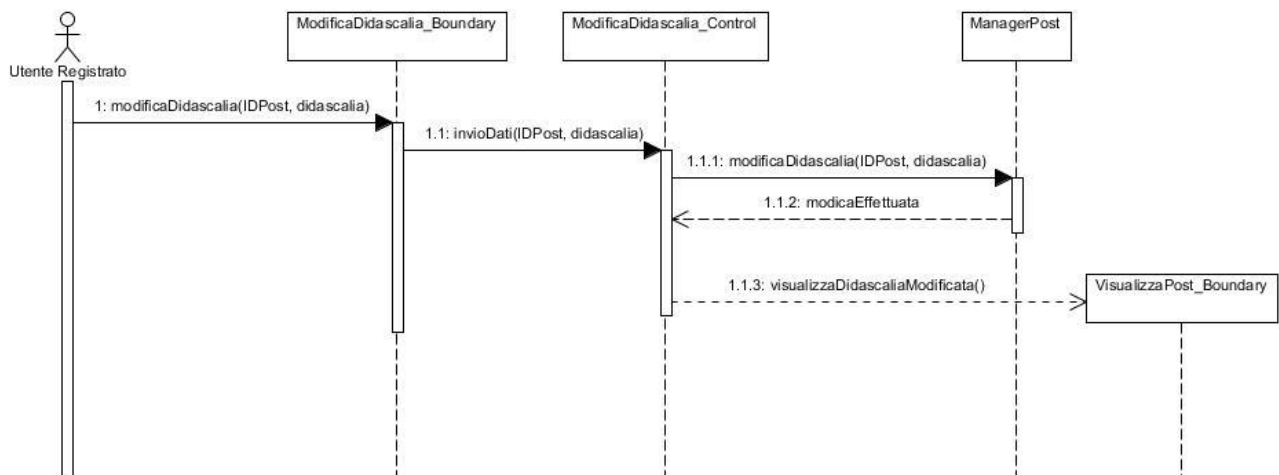 ModificaDidascalia_Boundary
ModificaDidascalia_Control
ManagerPost
Utente Registrato
1: modificaDidascalia(IDPost, didascalia)
1.1: invioDati(IDPost, didascalia)
1.1.1: modificaDidascalia(IDPost, didascalia)
1.1.2: modicaEffettuata
1.1.3: visualizzaDidascaliaModificata()
VisualizzaPost_Boundary